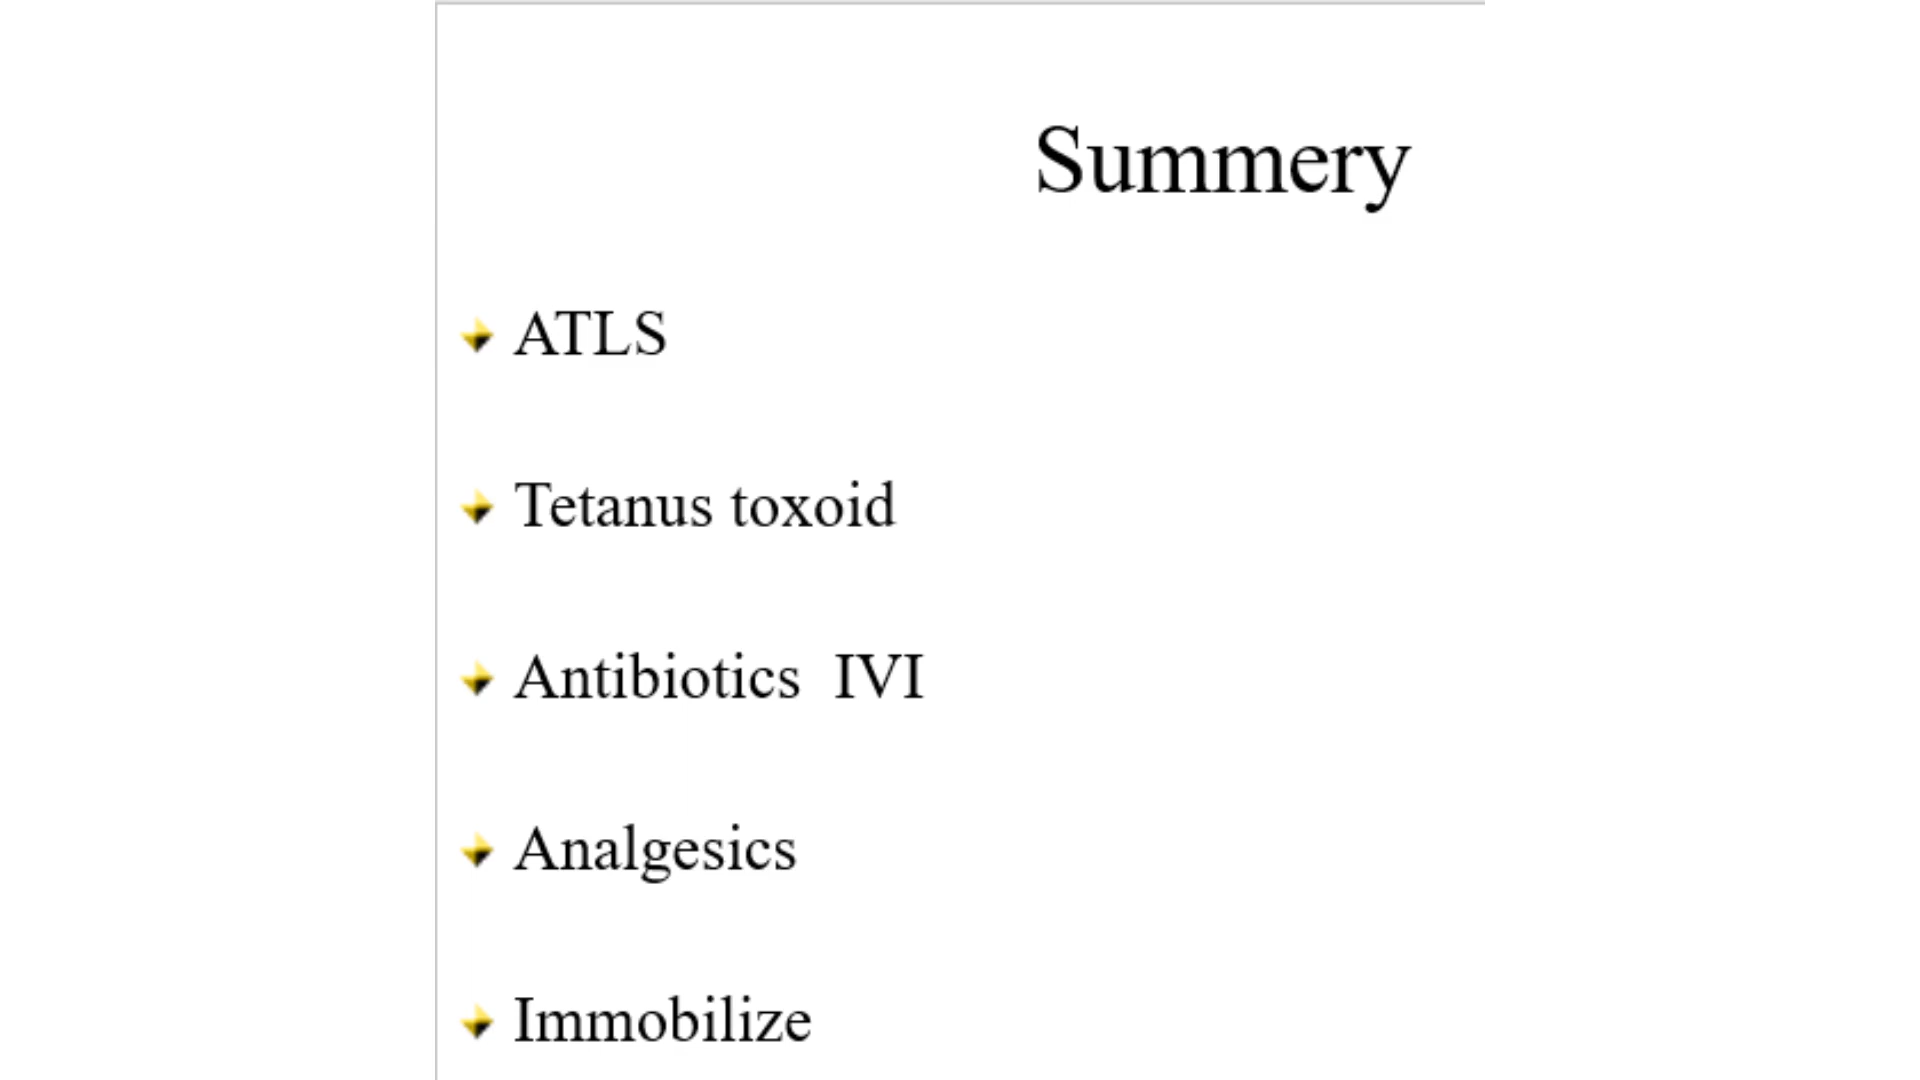 Summery
ATLS
Tetanus toxoid
Antibiotics  IVI
Analgesics
Immobilize